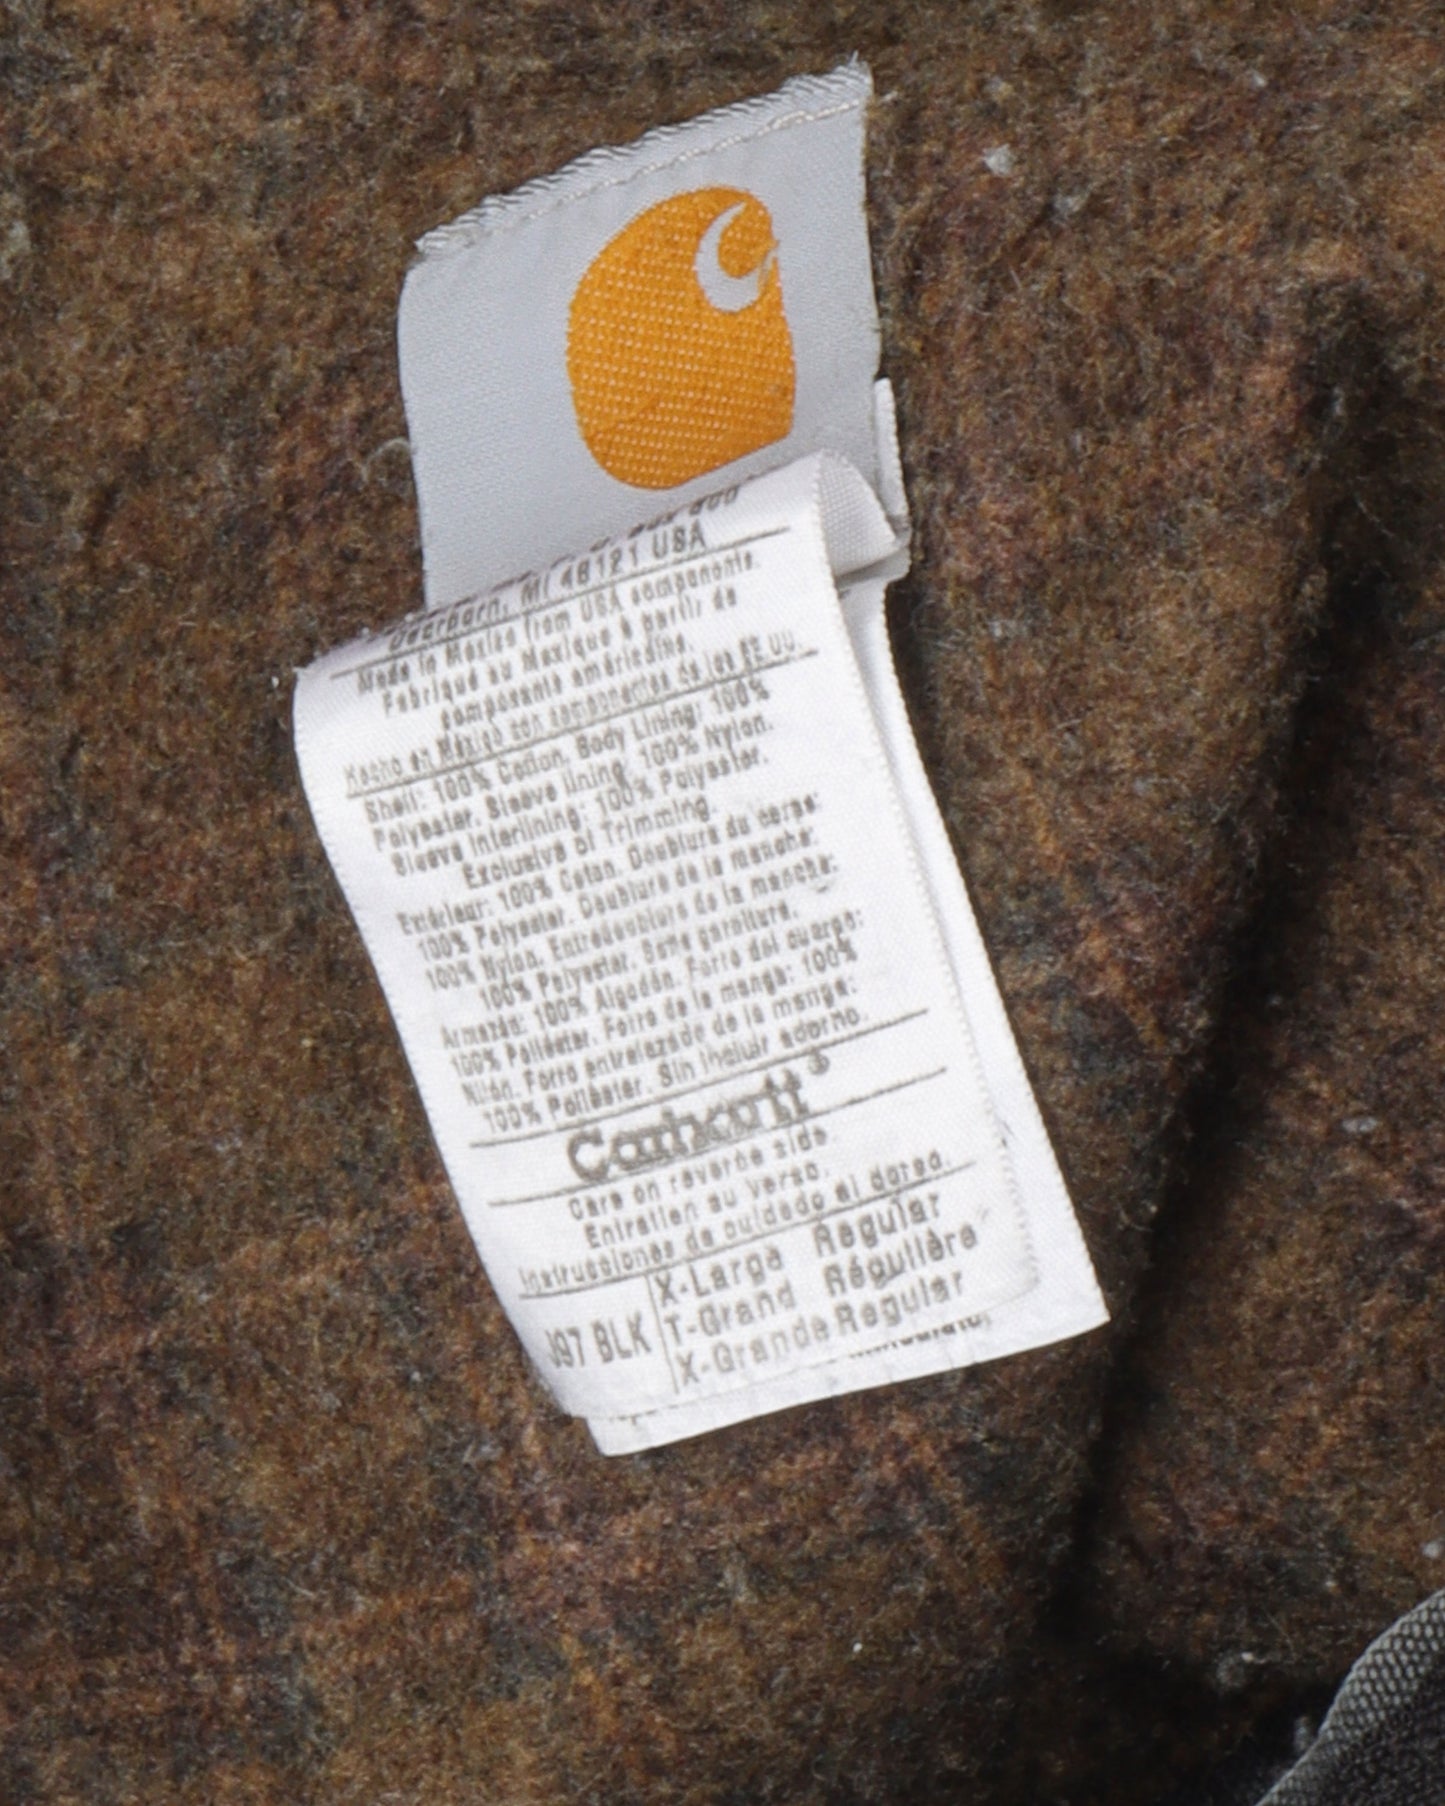 Dearborn, MI 48121 USA
Made in Mexico from USA components.
Fabriqué au Mexique à partir de
composants américains.
Hecho en México con componentes de los EE.UU.
Shell: 100% Cotton. Body Lining: 100%
Polyester. Sleeve lining: 100% Nylon.
Sleeve Interlining: 100% Polyester.
Exclusive of Trimming.
Extérieur: 100% Coton. Doublure du corps:
100% Polyester. Doublure de la manche:
100% Nylon. Entredoublure de la manche:
100% Polyester. Sans garniture.
Armazón: 100% Algodón. Forro del cuerpo:
100% Poliéster. Forro de la manga: 100%
Nilón. Forro entrelazado de la manga:
100% Poliéster. Sin incluir adorno.
Carhartt®
Care on reverse side.
Entretien au verso.
Instrucciones de cuidado al dorso.
J97 BLK
X-Large Regular
T-Grand Régulière
X-Grande Regular